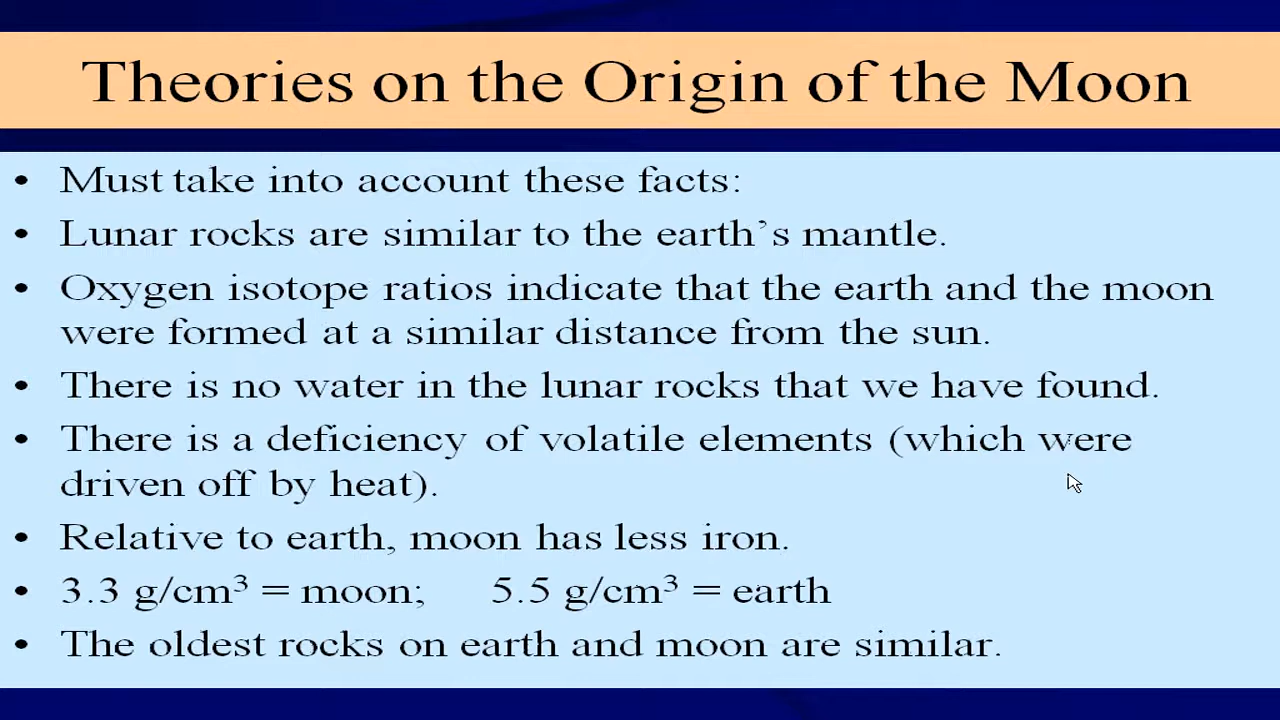 Theories on the Origin of the Moon
• Must take into account these facts:
• Lunar rocks are similar to the earth’s mantle.
• Oxygen isotope ratios indicate that the earth and the moon
were formed at a similar distance from the sun.
• There is no water in the lunar rocks that we have found.
• There is a deficiency of volatile elements (which were
driven off by heat).
• Relative to earth, moon has less iron.
• 3.3 g/cm³ = moon; 5.5 g/cm³ = earth
• The oldest rocks on earth and moon are similar.